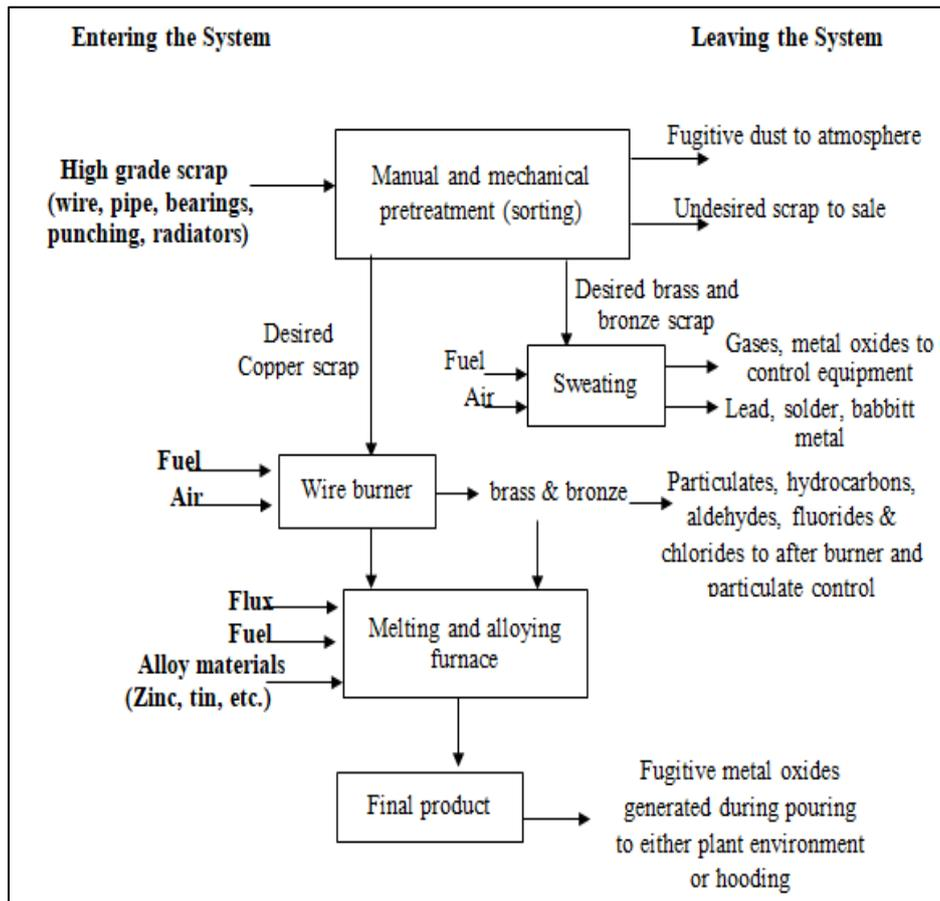 Entering the System
Leaving the System
High grade scrap
(wire, pipe, bearings,
punching, radiators)
Manual and mechanical
pretreatment (sorting)
Fugitive dust to atmosphere
Undesired scrap to sale
Desired
Copper scrap
Desired brass and
bronze scrap
Fuel
Air
Sweating
Gases, metal oxides to
control equipment
Lead, solder, babbitt
metal
Fuel
Air
Wire burner
brass & bronze
Particulates, hydrocarbons,
aldehydes, fluorides &
chlorides to after burner and
particulate control
Flux
Fuel
Alloy materials
(Zinc, tin, etc.)
Melting and alloying
furnace
Final product
Fugitive metal oxides
generated during pouring
to either plant environment
or hooding